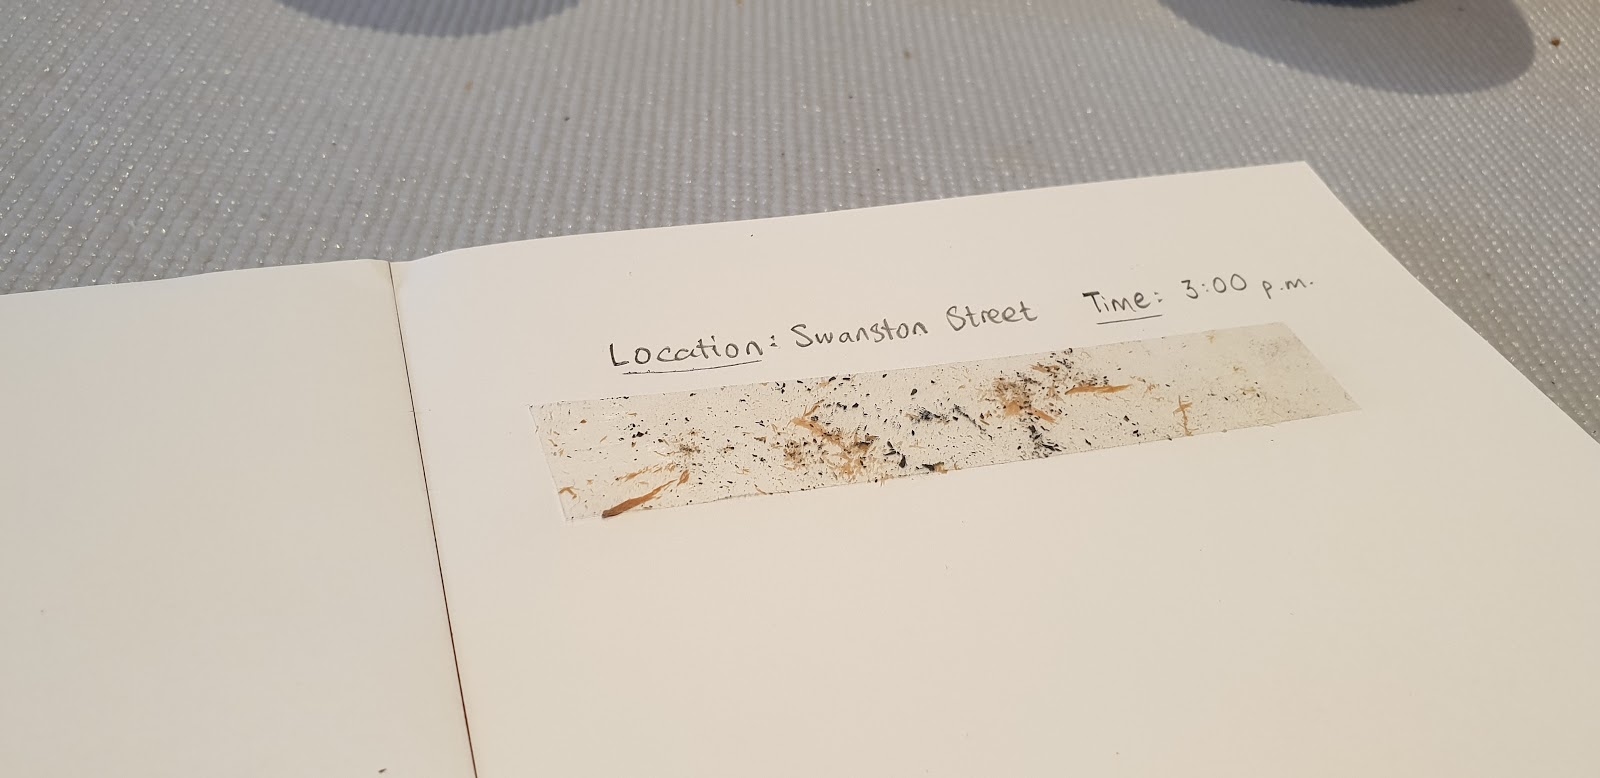 Location: Swanston Street Time: 3:00 p.m.